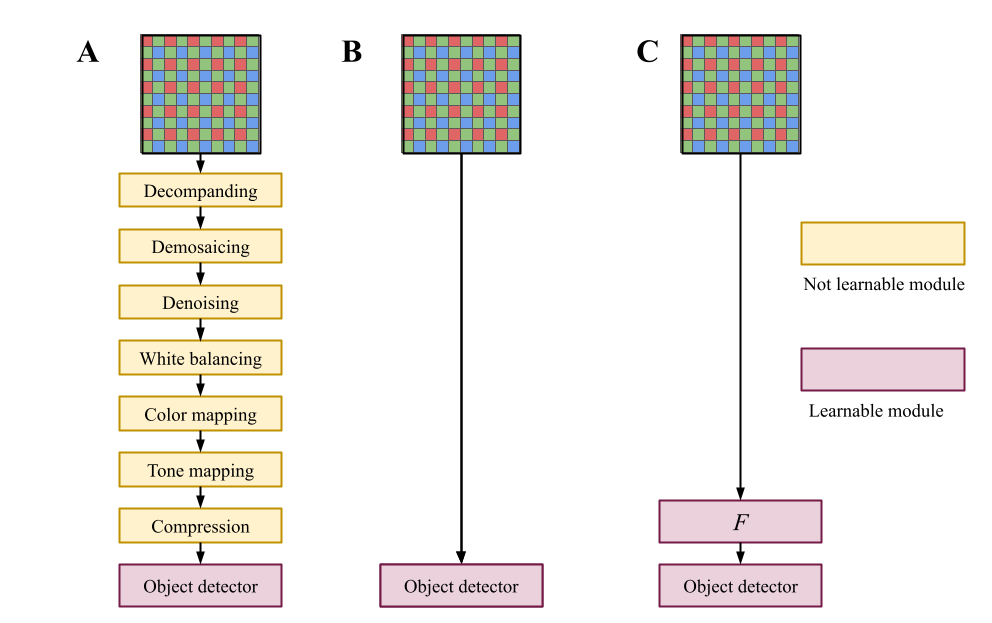 A
B
C
Decompanding
Demosaicing
Denoising
White balancing
Color mapping
Tone mapping
Compression
Object detector
Object detector
F
Object detector
Not learnable module
Learnable module